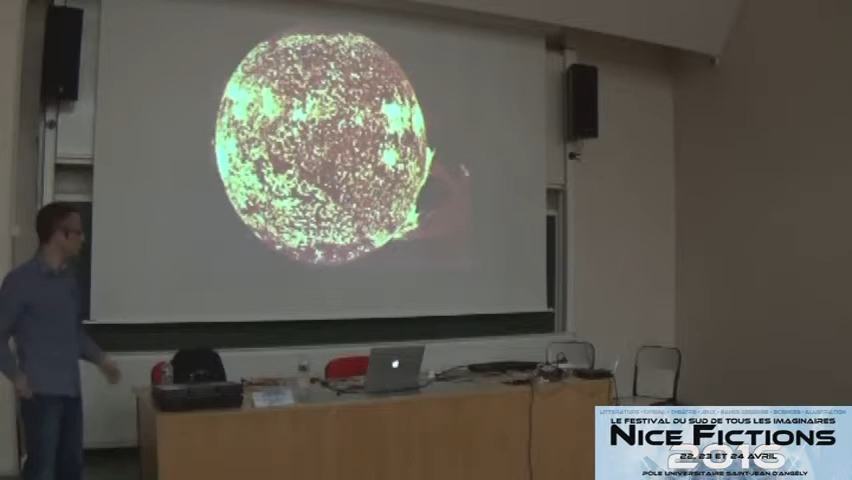 LE FESTIVAL DU SUD DE TOUS LES IMAGINAIRES
NICE FICTIONS
22, 23 ET 24 AVRIL
2016
PÔLE UNIVERSITAIRE SAINT-JEAN D'ANGÉLY